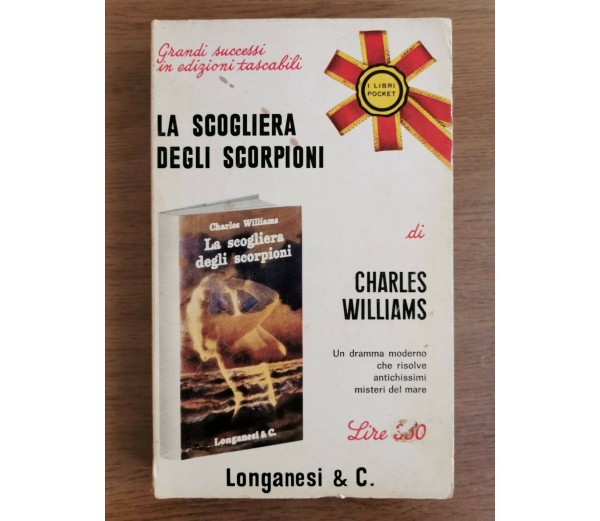 Grandi successi
in edizioni tascabili
I LIBRI
POCKET
LA SCOGLIERA
DEGLI SCORPIONI
Charles Williams
La scogliera
degli scorpioni
Longanesi & C.
di
CHARLES
WILLIAMS
Un dramma moderno
che risolve
antichissimi
misteri del mare
Lire
Longanesi & C.